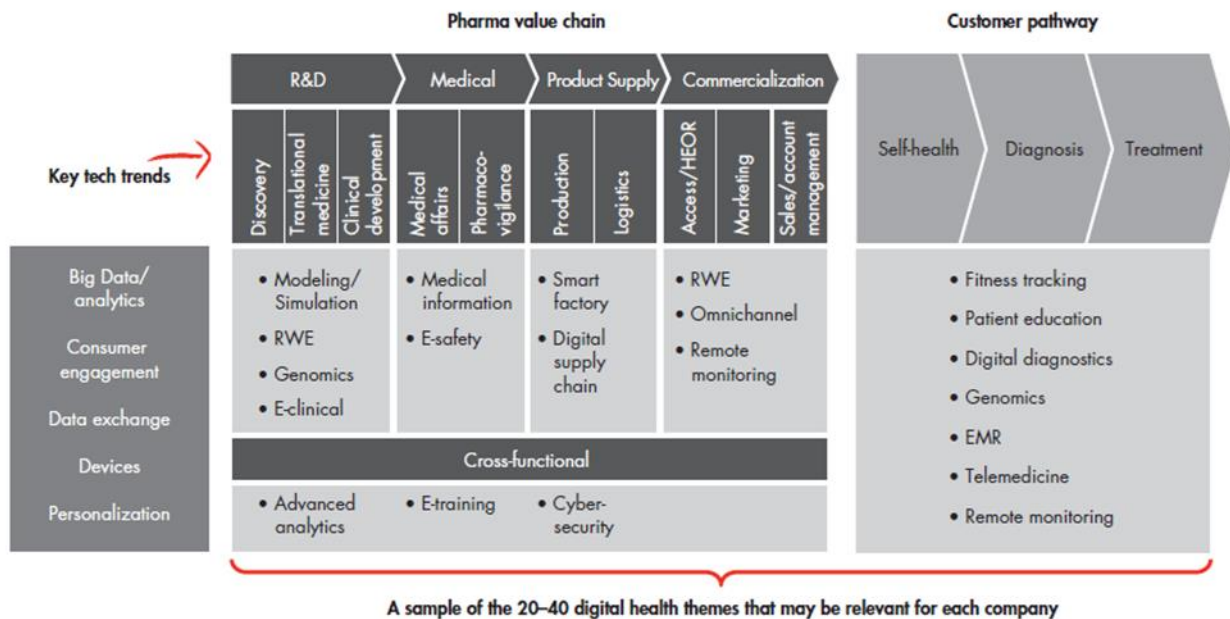 Pharma value chain
Customer pathway
R&D
Medical
Product Supply
Commercialization
Self-health
Diagnosis
Treatment
Key tech trends
Discovery
Translational
medicine
Clinical
development
Medical
affairs
Pharmaco-
vigilance
Production
Logistics
Access/HEOR
Marketing
Sales/account
management
Big Data/
analytics
Consumer
engagement
Data exchange
Devices
Personalization
• Modeling/
Simulation
• RWE
• Genomics
• E-clinical
• Medical
information
• E-safety
• Smart
factory
• Digital
supply
chain
• RWE
• Omnichannel
• Remote
monitoring
Cross-functional
• Advanced
analytics
• E-training
• Cyber-
security
• Fitness tracking
• Patient education
• Digital diagnostics
• Genomics
• EMR
• Telemedicine
• Remote monitoring
A sample of the 20–40 digital health themes that may be relevant for each company